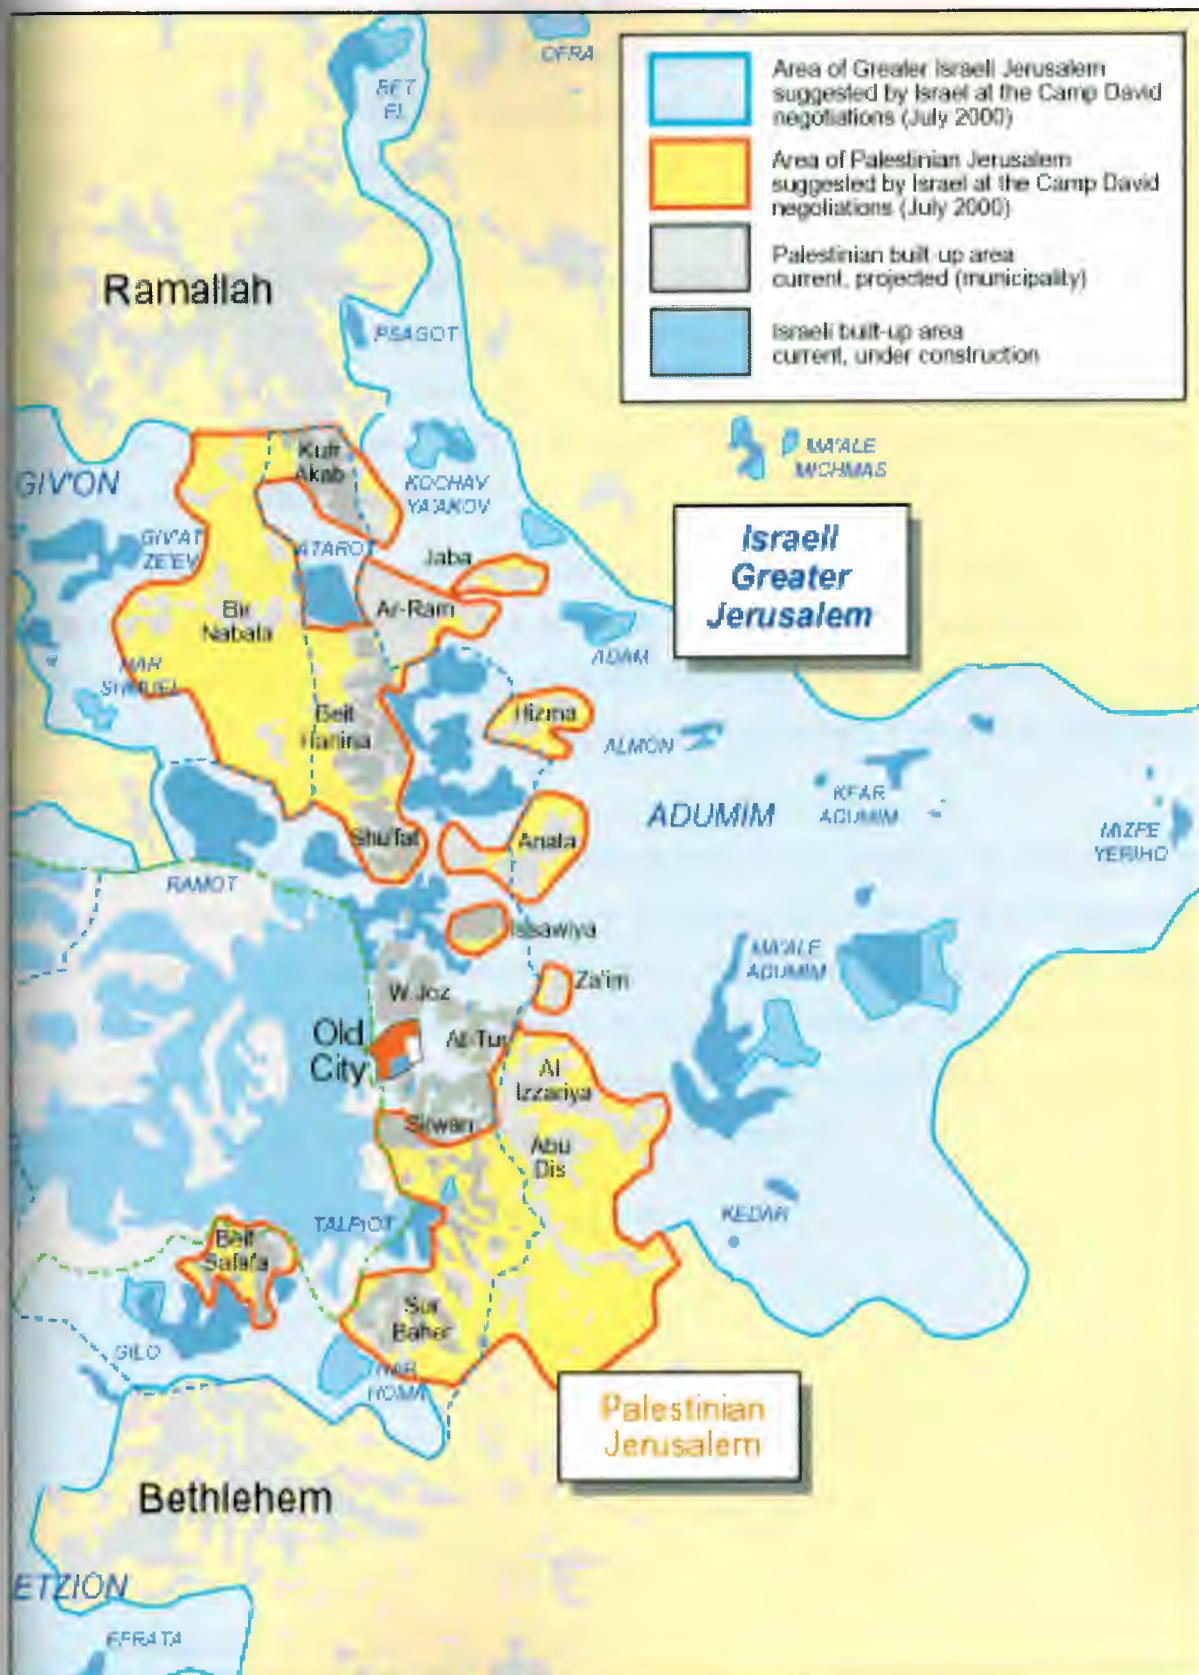 OFRA
BET
EL
Area of Greater Israeli Jerusalem
suggested by Israel at the Camp David
negotiations (July 2000)
Area of Palestinian Jerusalem
suggested by Israel at the Camp David
negotiations (July 2000)
Palestinian built-up area
current, projected (municipality)
Israeli built-up area
current, under construction
Ramallah
PSAGOT
Kufr
Akab
GIV'ON
KOCHAV
YA'AKOV
MA'ALE
MICHMAS
GIV'AT
ZE'EV
ATAROT
Jaba
Israeli
Greater
Jerusalem
Bir
Nabala
Ar-Ram
ADAM
HAR
SHMUEL
Beit
Hanina
Hizma
ALMON
ADUMIM
KFAR
ADUMIM
MIZPE
YERIHO
Shu'fat
Anata
RAMOT
Issawiya
MA'ALE
ADUMIM
Za'im
W.Joz
Old
City
At-Tur
Al
Izzariya
Silwan
Abu
Dis
KEDAR
TALPIOT
Beit
Safafa
Sur
Baher
GILO
HAR
HOMA
Palestinian
Jerusalem
Bethlehem
ETZION
EFRATA